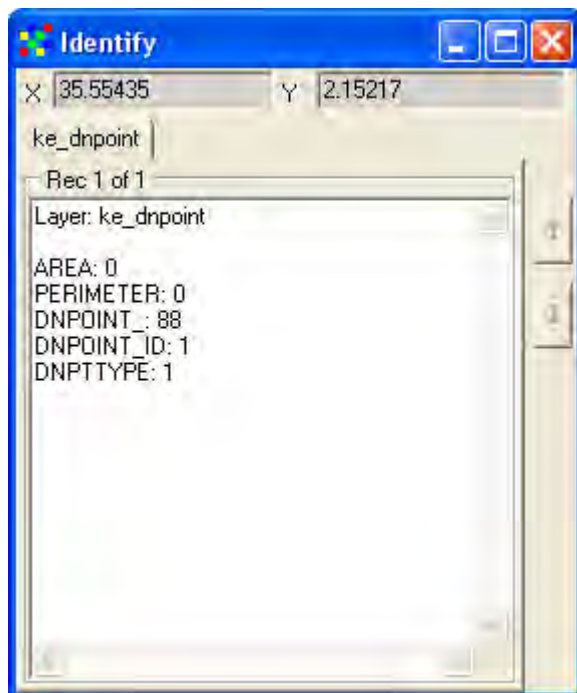 Identify
X 35.55435 Y 2.15217
ke_dnpoint
Rec 1 of 1
Layer: ke_dnpoint
AREA: 0
PERIMETER: 0
DNPOINT_: 88
DNPOINT_ID: 1
DNPTTYPE: 1